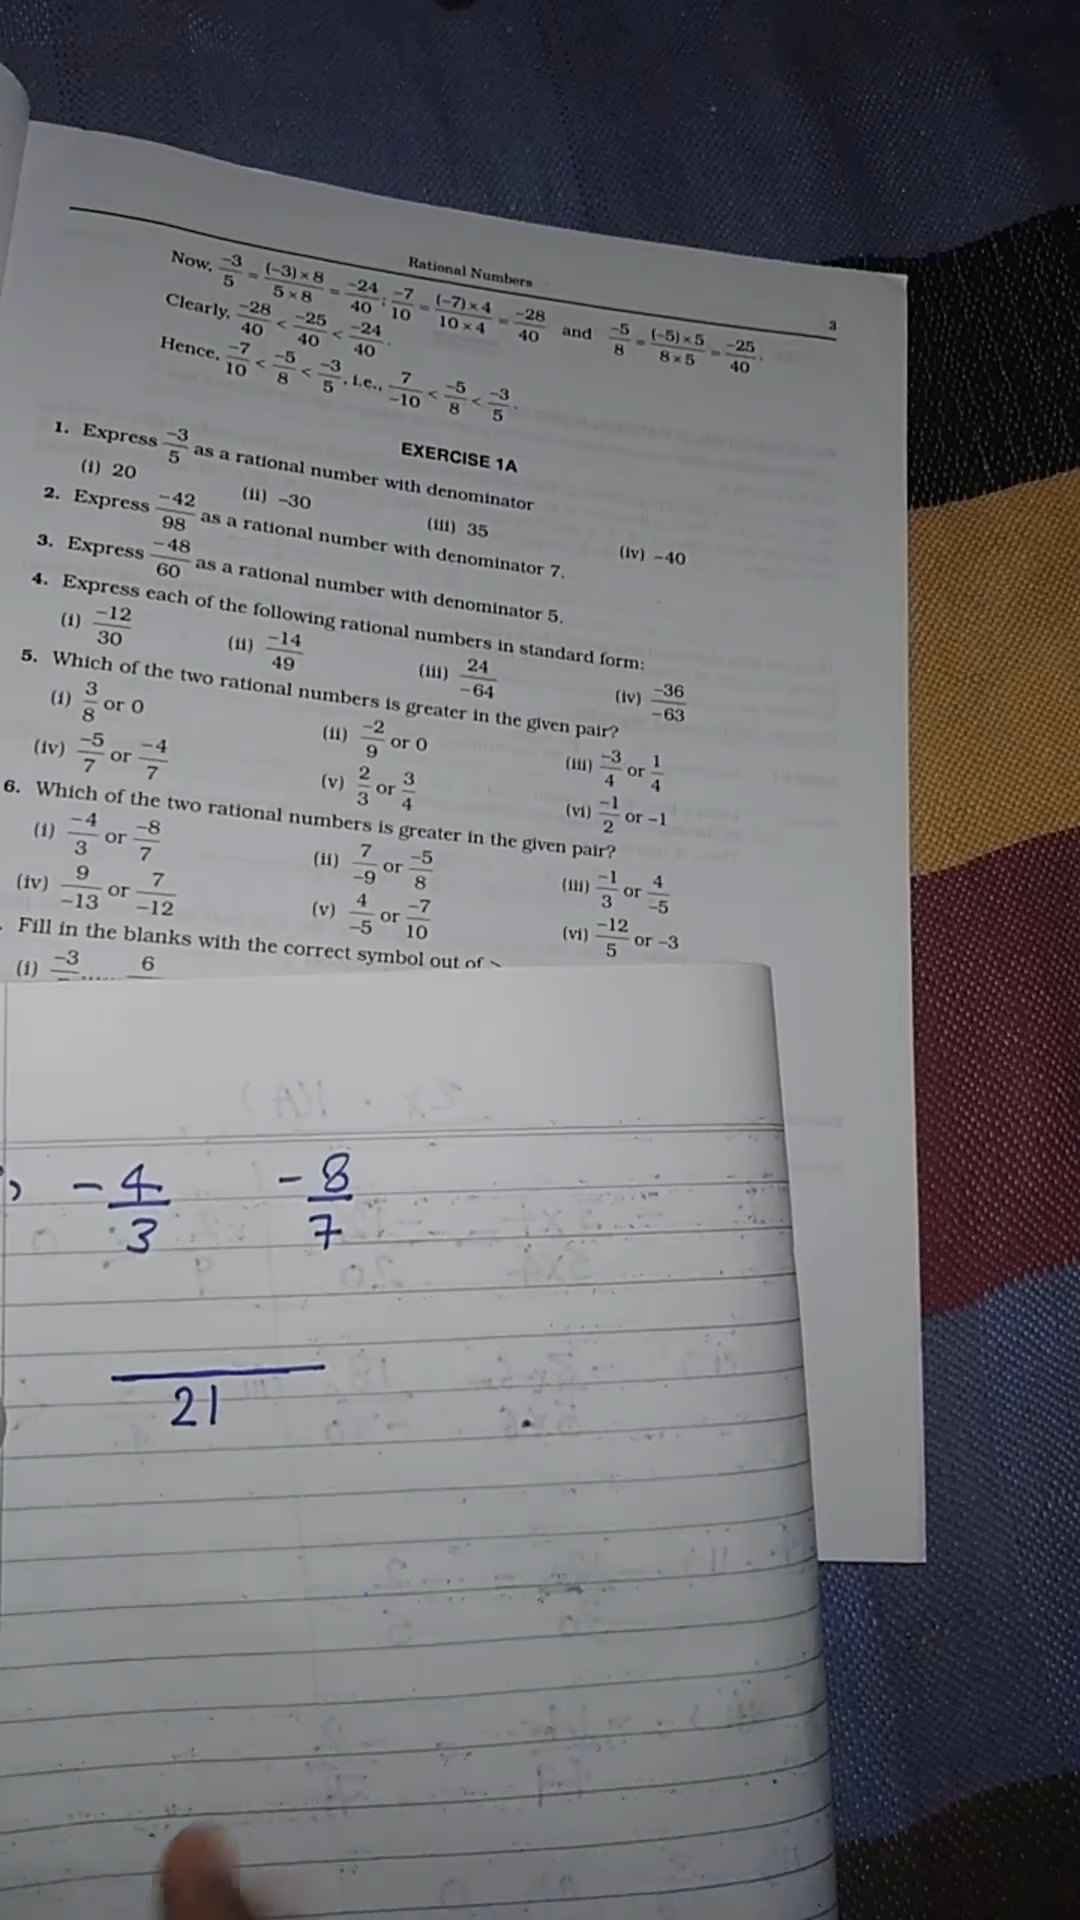 Rational Numbers
3
Now, -3/5 = (-3) × 8/5 × 8 = -24/40 ; -7/10 = (-7) × 4/10 × 4 = -28/40 and -5/8 = (-5) × 5/8 × 5 = -25/40 .
Clearly, -28/40 < -25/40 < -24/40 .
Hence, -7/10 < -5/8 < -3/5 , i.e., 7/-10 < -5/8 < -3/5 .
EXERCISE 1A
1. Express -3/5 as a rational number with denominator
(i) 20 (ii) -30 (iii) 35 (iv) -40
2. Express -42/98 as a rational number with denominator 7.
3. Express -48/60 as a rational number with denominator 5.
4. Express each of the following rational numbers in standard form:
(i) -12/30 (ii) -14/49 (iii) 24/-64 (iv) -36/-63
5. Which of the two rational numbers is greater in the given pair?
(i) 3/8 or 0 (ii) -2/9 or 0 (iii) -3/4 or 1/4
(iv) -5/7 or -4/7 (v) 2/3 or 3/4 (vi) -1/2 or -1
6. Which of the two rational numbers is greater in the given pair?
(i) -4/3 or -8/7 (ii) 7/-9 or -5/8 (iii) -1/3 or 4/-5
(iv) 9/-13 or 7/-12 (v) 4/-5 or -7/10 (vi) -12/5 or -3
Fill in the blanks with the correct symbol out of >
(i) -3 ..... 6
-4/3 -8/7
21